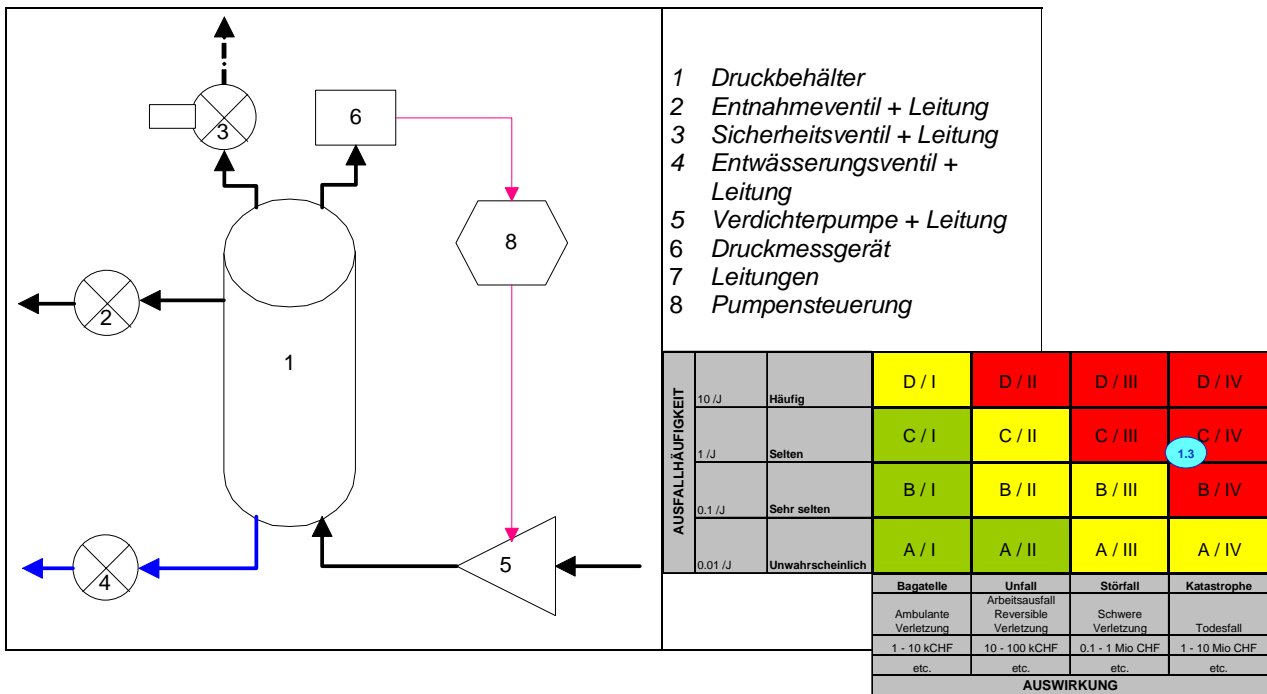 3
6
8
2
1
4
5
1 Druckbehälter
2 Entnahmeventil + Leitung
3 Sicherheitsventil + Leitung
4 Entwässerungsventil +
Leitung
5 Verdichterpumpe + Leitung
6 Druckmessgerät
7 Leitungen
8 Pumpensteuerung
AUSFALLHÄUFIGKEIT
10 /J Häufig D / I D / II D / III D / IV
1 /J Selten C / I C / II C / III C / IV
1.3
0.1 /J Sehr selten B / I B / II B / III B / IV
0.01 /J Unwahrscheinlich A / I A / II A / III A / IV
Bagatelle Unfall Störfall Katastrophe
Ambulante
Verletzung
Arbeitsausfall
Reversible
Verletzung
Schwere
Verletzung
Todesfall
1 - 10 kCHF 10 - 100 kCHF 0.1 - 1 Mio CHF 1 - 10 Mio CHF
etc. etc. etc. etc.
AUSWIRKUNG